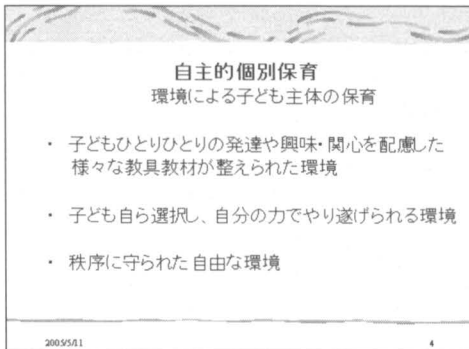 自主的個別保育
環境による子ども主体の保育
・ 子どもひとりひとりの発達や興味・関心を配慮した
様々な教具教材が整えられた環境
・ 子ども自ら選択し、自分の力でやり遂げられる環境
・ 秩序に守られた自由な環境
2005/5/11
4